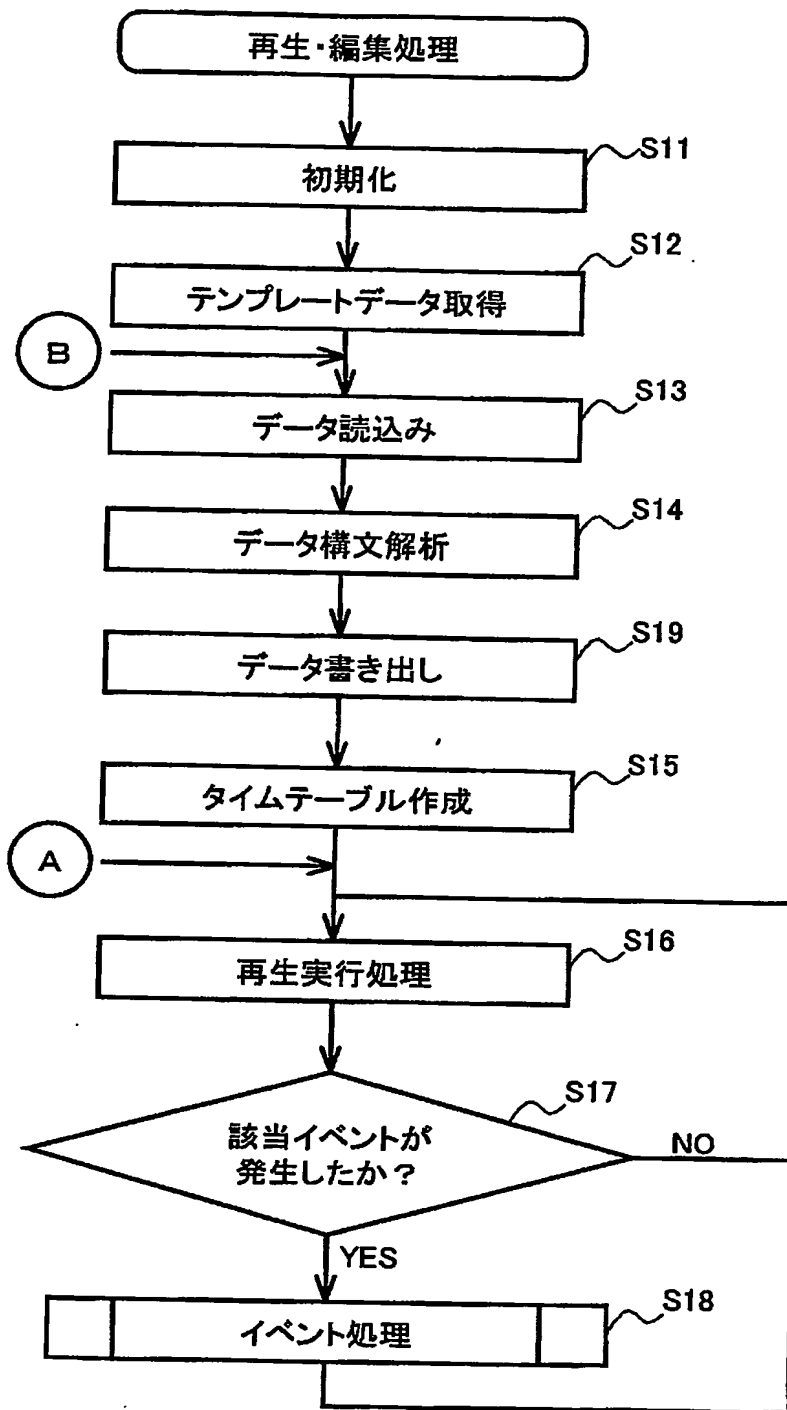 再生・編集処理
S11
初期化
S12
テンプレートデータ取得
B
S13
データ読込み
S14
データ構文解析
S19
データ書き出し
S15
タイムテーブル作成
A
S16
再生実行処理
S17
該当イベントが
発生したか？
NO
YES
S18
イベント処理